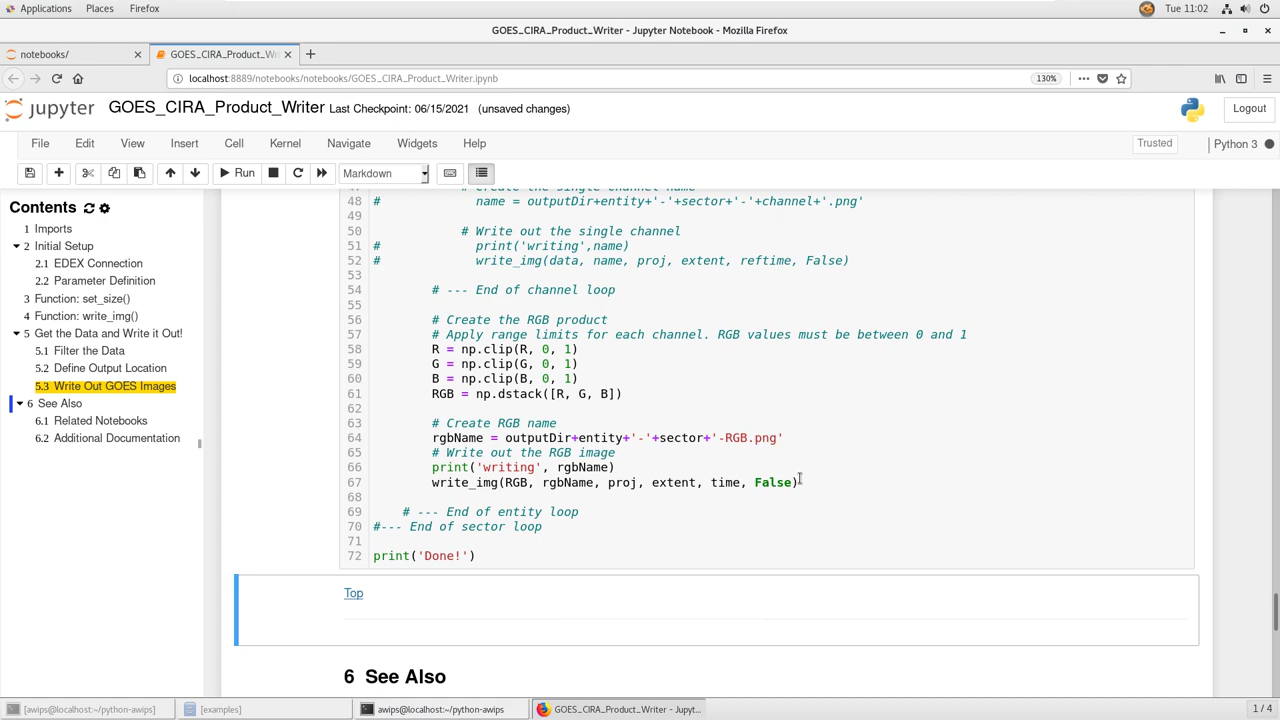 Applications Places Firefox Tue 11:02
GOES_CIRA_Product_Writer - Jupyter Notebook - Mozilla Firefox
notebooks/ GOES_CIRA_Product_Wr
localhost:8889/notebooks/notebooks/GOES_CIRA_Product_Writer.ipynb 130%
jupyter GOES_CIRA_Product_Writer Last Checkpoint: 06/15/2021 (unsaved changes) Logout
File Edit View Insert Cell Kernel Navigate Widgets Help Trusted Python 3
Run Markdown
Contents
1 Imports
2 Initial Setup
2.1 EDEX Connection
2.2 Parameter Definition
3 Function: set_size()
4 Function: write_img()
5 Get the Data and Write it Out!
5.1 Filter the Data
5.2 Define Output Location
5.3 Write Out GOES Images
6 See Also
6.1 Related Notebooks
6.2 Additional Documentation
47 # Create the single channel name
48 # name = outputDir+entity+'-'+sector+'-'+channel+'.png'
49
50 # Write out the single channel
51 # print('writing',name)
52 # write_img(data, name, proj, extent, reftime, False)
53
54 # --- End of channel loop
55
56 # Create the RGB product
57 # Apply range limits for each channel. RGB values must be between 0 and 1
58 R = np.clip(R, 0, 1)
59 G = np.clip(G, 0, 1)
60 B = np.clip(B, 0, 1)
61 RGB = np.dstack([R, G, B])
62
63 # Create RGB name
64 rgbName = outputDir+entity+'-'+sector+'-RGB.png'
65 # Write out the RGB image
66 print('writing', rgbName)
67 write_img(RGB, rgbName, proj, extent, time, False)
68
69 # --- End of entity loop
70 #--- End of sector loop
71
72 print('Done!')
Top
6 See Also
[awips@localhost:~/python-awips] [examples] awips@localhost:~/python-awips GOES_CIRA_Product_Writer - Jupyt... 1 / 4